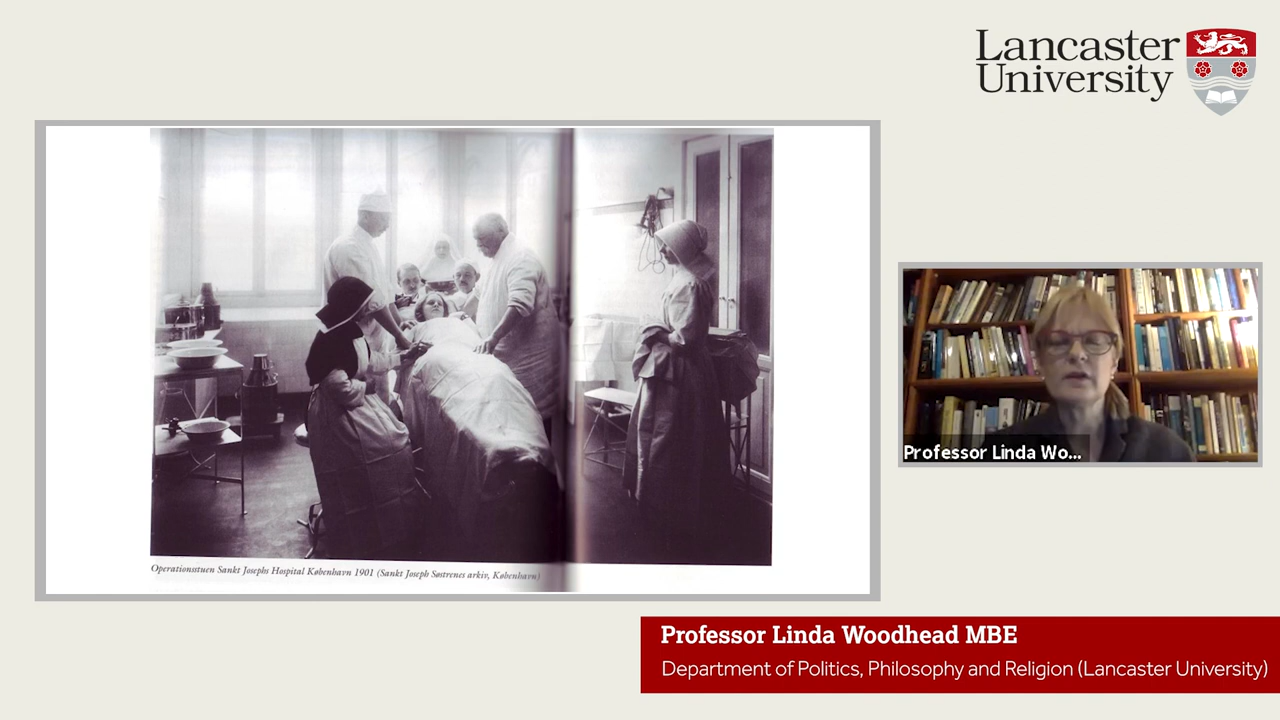 Lancaster
University
Operationsstuen Sankt Josephs Hospital København 1901 (Sankt Joseph Søstrenes arkiv, København)
Professor Linda Wo...
Professor Linda Woodhead MBE
Department of Politics, Philosophy and Religion (Lancaster University)